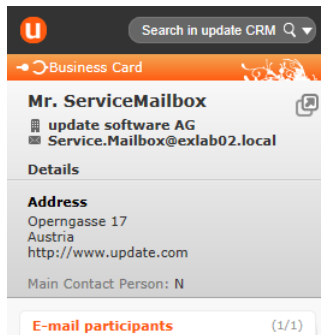 u
Search in update CRM
Business Card
Mr. ServiceMailbox
update software AG
Service.Mailbox@exlab02.local
Details
Address
Operngasse 17
Austria
http://www.update.com
Main Contact Person: N
E-mail participants (1/1)